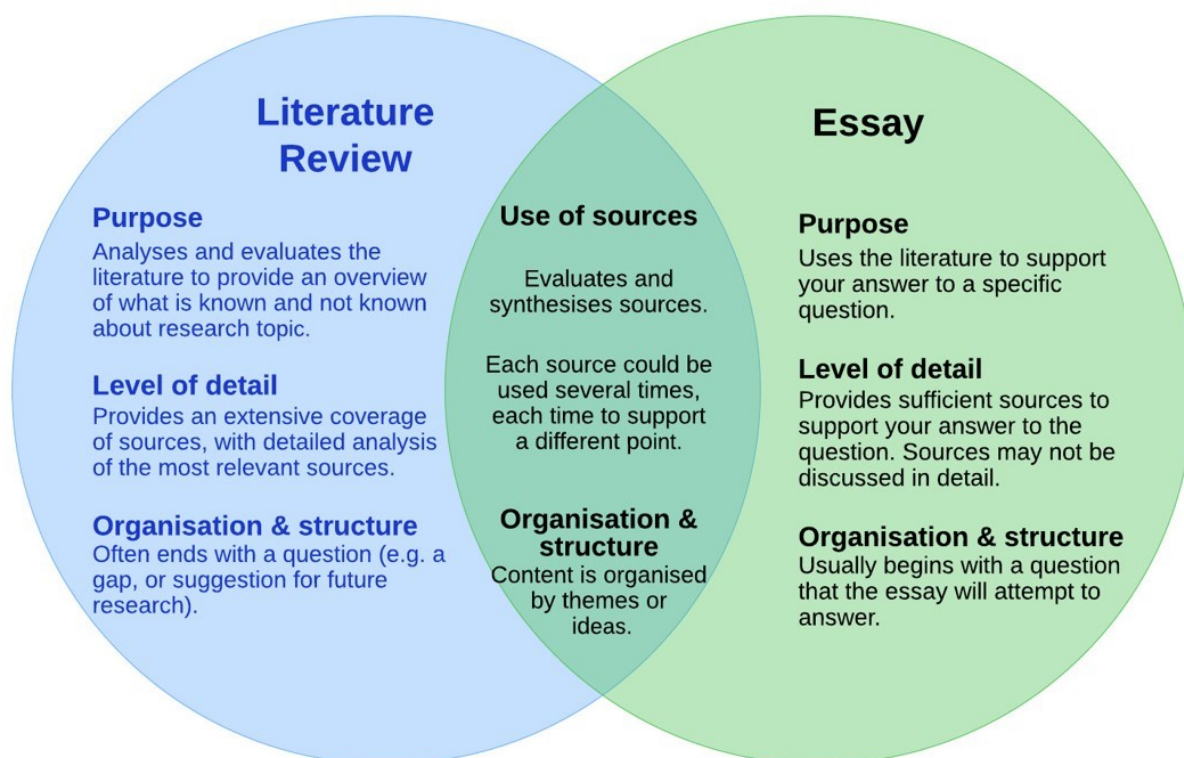 Literature
Review
Purpose
Analyses and evaluates the
literature to provide an overview
of what is known and not known
about research topic.
Level of detail
Provides an extensive coverage
of sources, with detailed analysis
of the most relevant sources.
Organisation & structure
Often ends with a question (e.g. a
gap, or suggestion for future
research).
Use of sources
Evaluates and
synthesises sources.
Each source could be
used several times,
each time to support
a different point.
Organisation &
structure
Content is organised
by themes or
ideas.
Essay
Purpose
Uses the literature to support
your answer to a specific
question.
Level of detail
Provides sufficient sources to
support your answer to the
question. Sources may not be
discussed in detail.
Organisation & structure
Usually begins with a question
that the essay will attempt to
answer.